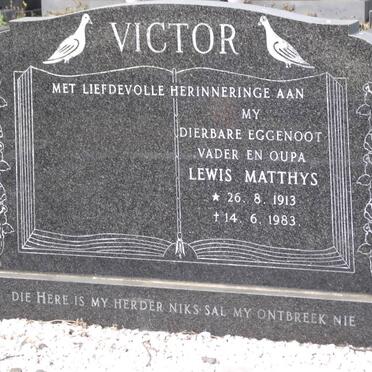 VICTOR
MET LIEFDEVOLLE HERINNERINGE AAN
MY
DIERBARE EGGENOOT
VADER EN OUPA
LEWIS MATTHYS
★ 26. 8. 1913
† 14. 6. 1983.
DIE HERE IS MY HERDER NIKS SAL MY ONTBREEK NIE